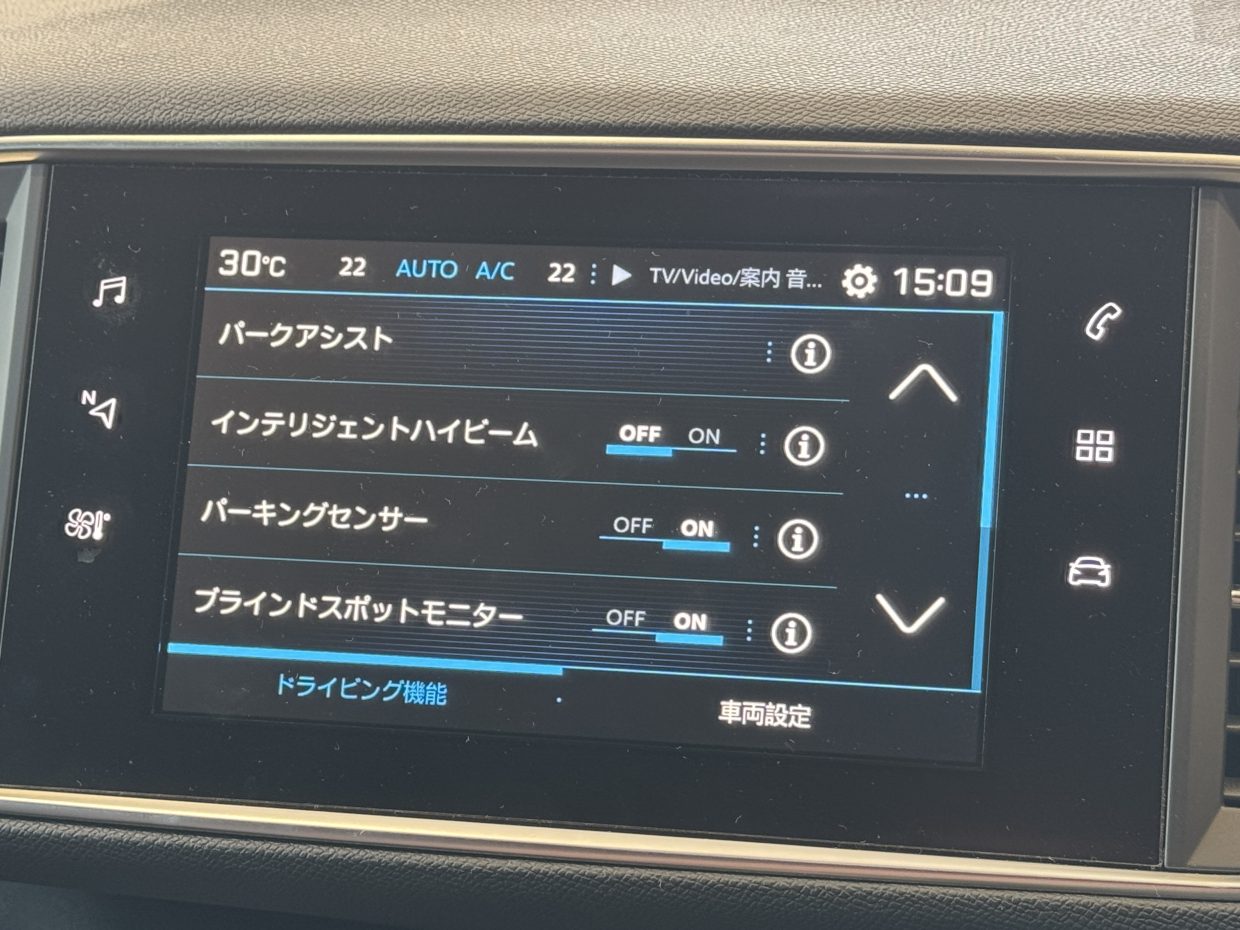 30℃ 22 AUTO A/C 22 TV/Video/案内 音... 15:09
パークアシスト
インテリジェントハイビーム OFF ON
パーキングセンサー OFF ON
ブラインドスポットモニター OFF ON
ドライビング機能 車両設定
N